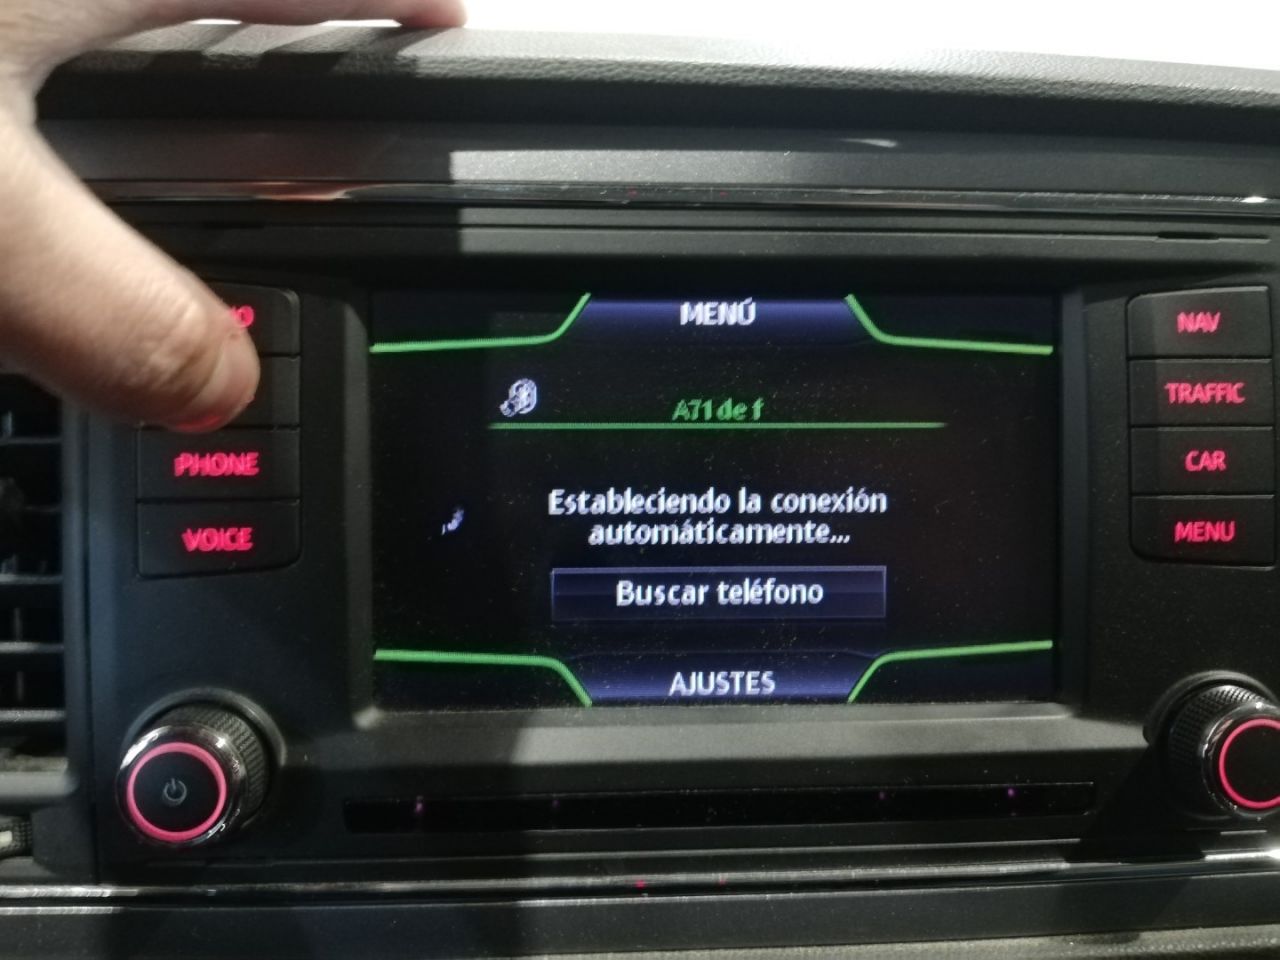 MENÚ
A71 de f
Estableciendo la conexión
automáticamente...
Buscar teléfono
AJUSTES
PHONE
VOICE
NAV
TRAFFIC
CAR
MENU